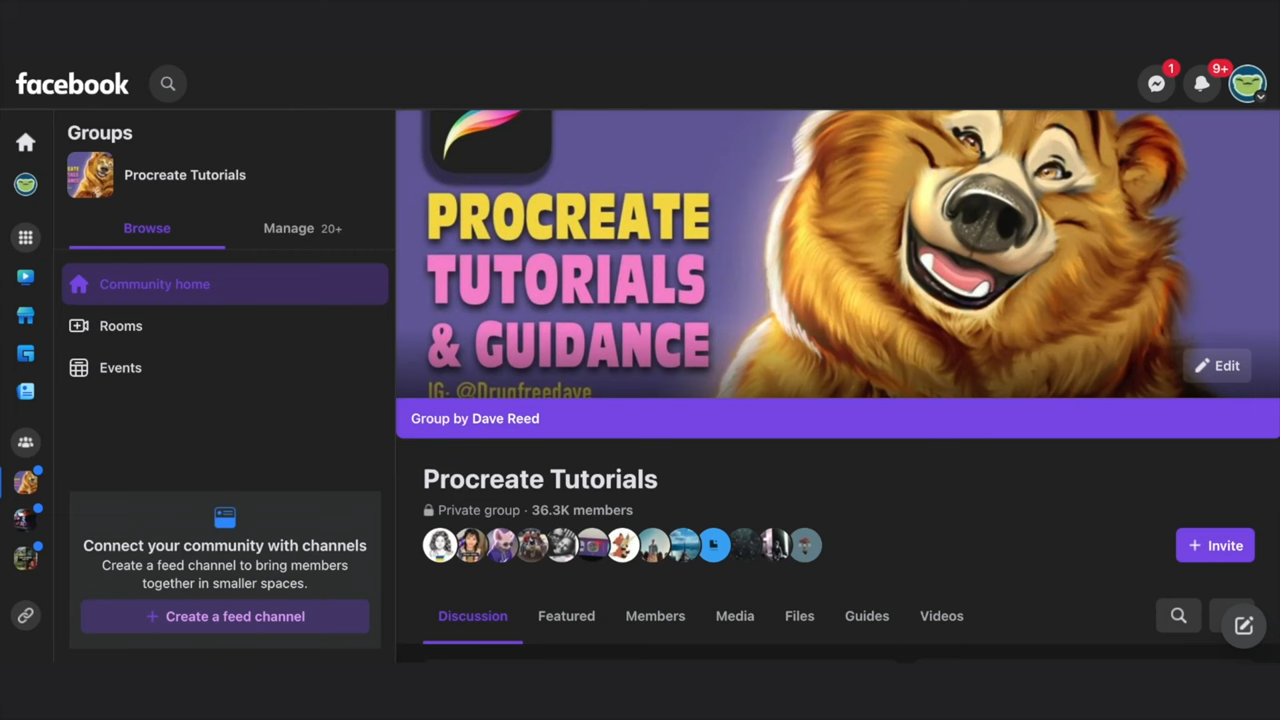 facebook
1
9+
Groups
Procreate Tutorials
Browse
Manage 20+
Community home
Rooms
Events
Connect your community with channels
Create a feed channel to bring members
together in smaller spaces.
+ Create a feed channel
PROCREATE
TUTORIALS
& GUIDANCE
IG: @Drugfreedave
Edit
Group by Dave Reed
Procreate Tutorials
Private group · 36.3K members
+ Invite
Discussion
Featured
Members
Media
Files
Guides
Videos